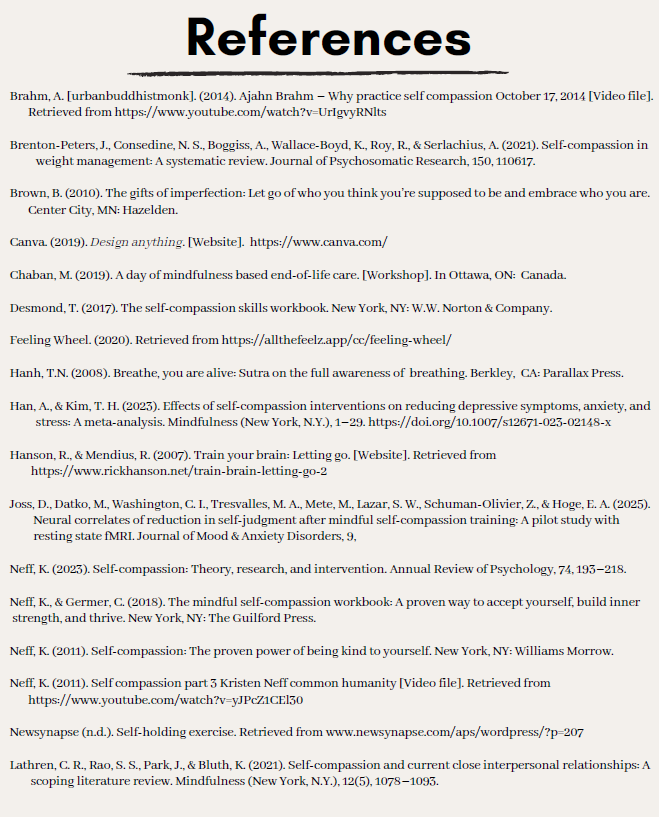 References
Brahm, A. [urbanbuddhistmonk]. (2014). Ajahn Brahm – Why practice self compassion October 17, 2014 [Video file].
Retrieved from https://www.youtube.com/watch?v=UrIgvyRNlts
Brenton-Peters, J., Consedine, N. S., Boggiss, A., Wallace-Boyd, K., Roy, R., & Serlachius, A. (2021). Self-compassion in
weight management: A systematic review. Journal of Psychosomatic Research, 150, 110617.
Brown, B. (2010). The gifts of imperfection: Let go of who you think you're supposed to be and embrace who you are.
Center City, MN: Hazelden.
Canva. (2019). Design anything. [Website]. https://www.canva.com/
Chaban, M. (2019). A day of mindfulness based end-of-life care. [Workshop]. In Ottawa, ON: Canada.
Desmond, T. (2017). The self-compassion skills workbook. New York, NY: W.W. Norton & Company.
Feeling Wheel. (2020). Retrieved from https://allthefeelz.app/cc/feeling-wheel/
Hanh, T.N. (2008). Breathe, you are alive: Sutra on the full awareness of breathing. Berkley, CA: Parallax Press.
Han, A., & Kim, T. H. (2023). Effects of self-compassion interventions on reducing depressive symptoms, anxiety, and
stress: A meta-analysis. Mindfulness (New York, N.Y.), 1–29. https://doi.org/10.1007/s12671-023-02148-x
Hanson, R., & Mendius, R. (2007). Train your brain: Letting go. [Website]. Retrieved from
https://www.rickhanson.net/train-brain-letting-go-2
Joss, D., Datko, M., Washington, C. I., Tresvalles, M. A., Mete, M., Lazar, S. W., Schuman-Olivier, Z., & Hoge, E. A. (2025).
Neural correlates of reduction in self-judgment after mindful self-compassion training: A pilot study with
resting state fMRI. Journal of Mood & Anxiety Disorders, 9,
Neff, K. (2023). Self-compassion: Theory, research, and intervention. Annual Review of Psychology, 74, 193–218.
Neff, K., & Germer, C. (2018). The mindful self-compassion workbook: A proven way to accept yourself, build inner
strength, and thrive. New York, NY: The Guilford Press.
Neff, K. (2011). Self-compassion: The proven power of being kind to yourself. New York, NY: Williams Morrow.
Neff, K. (2011). Self compassion part 3 Kristen Neff common humanity [Video file]. Retrieved from
https://www.youtube.com/watch?v=yJPcZ1CEl30
Newsynapse (n.d.). Self-holding exercise. Retrieved from www.newsynapse.com/aps/wordpress/?p=207
Lathren, C. R., Rao, S. S., Park, J., & Bluth, K. (2021). Self-compassion and current close interpersonal relationships: A
scoping literature review. Mindfulness (New York, N.Y.), 12(5), 1078–1093.